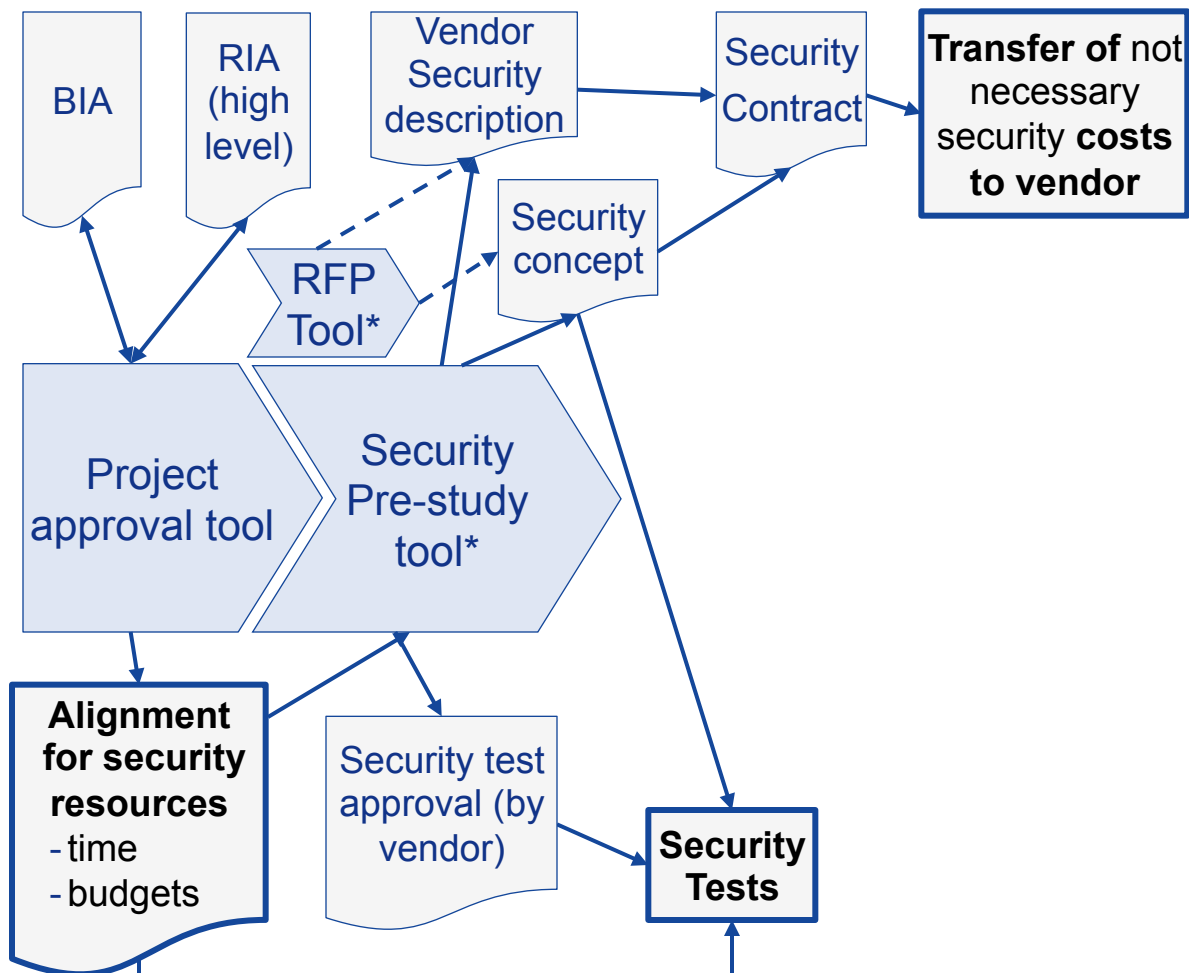 BIA
RIA
(high
level)
Vendor
Security
description
Security
Contract
Transfer of not
necessary
security costs
to vendor
Security
concept
RFP
Tool*
Project
approval tool
Security
Pre-study
tool*
Alignment
for security
resources
- time
- budgets
Security test
approval (by
vendor)
Security
Tests